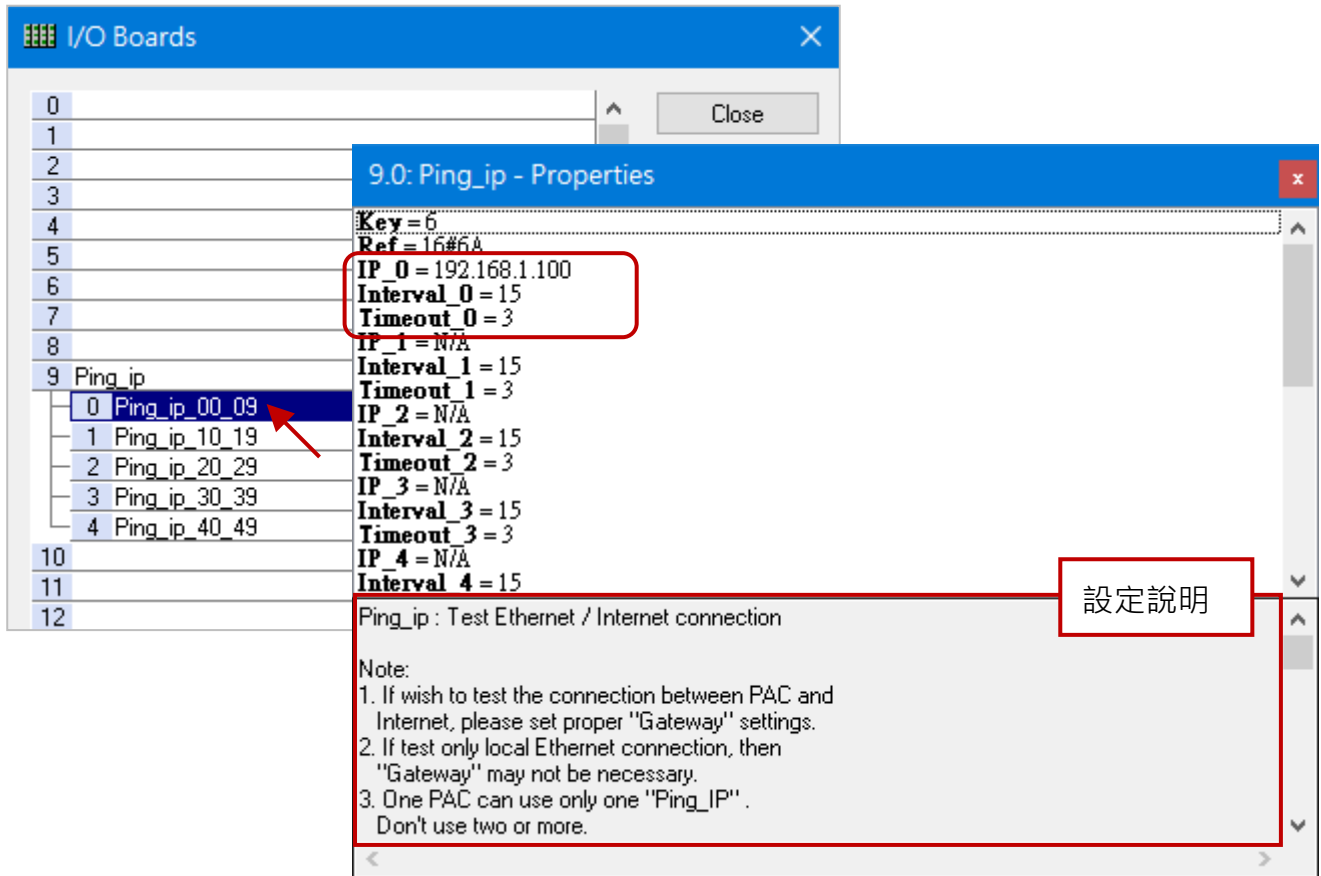 I/O Boards
0
1
2
3
4
5
6
7
8
9 Ping_ip
0 Ping_ip_00_09
1 Ping_ip_10_19
2 Ping_ip_20_29
3 Ping_ip_30_39
4 Ping_ip_40_49
10
11
12
Close
9.0: Ping_ip - Properties
Key = 6
Ref = 16#6A
IP_0 = 192.168.1.100
Interval_0 = 15
Timeout_0 = 3
IP_1 = N/A
Interval_1 = 15
Timeout_1 = 3
IP_2 = N/A
Interval_2 = 15
Timeout_2 = 3
IP_3 = N/A
Interval_3 = 15
Timeout_3 = 3
IP_4 = N/A
Interval_4 = 15
設定說明
Ping_ip : Test Ethernet / Internet connection
Note:
1. If wish to test the connection between PAC and
Internet, please set proper "Gateway" settings.
2. If test only local Ethernet connection, then
"Gateway" may not be necessary.
3. One PAC can use only one "Ping_IP" .
Don't use two or more.